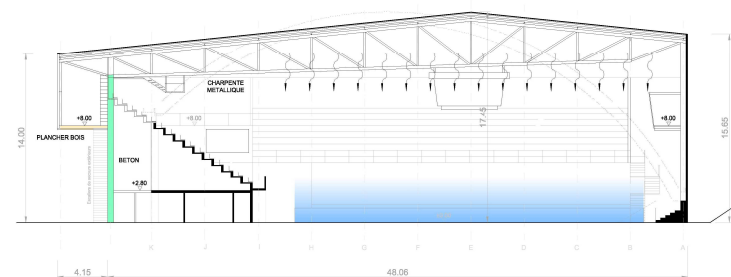 CHARPENTE
METALLIQUE
+8.00
+8.00
+8.00
PLANCHER BOIS
14.00
17.45
15.65
BETON
+2.80
K J I H G F E D C B A
4.15
48.06